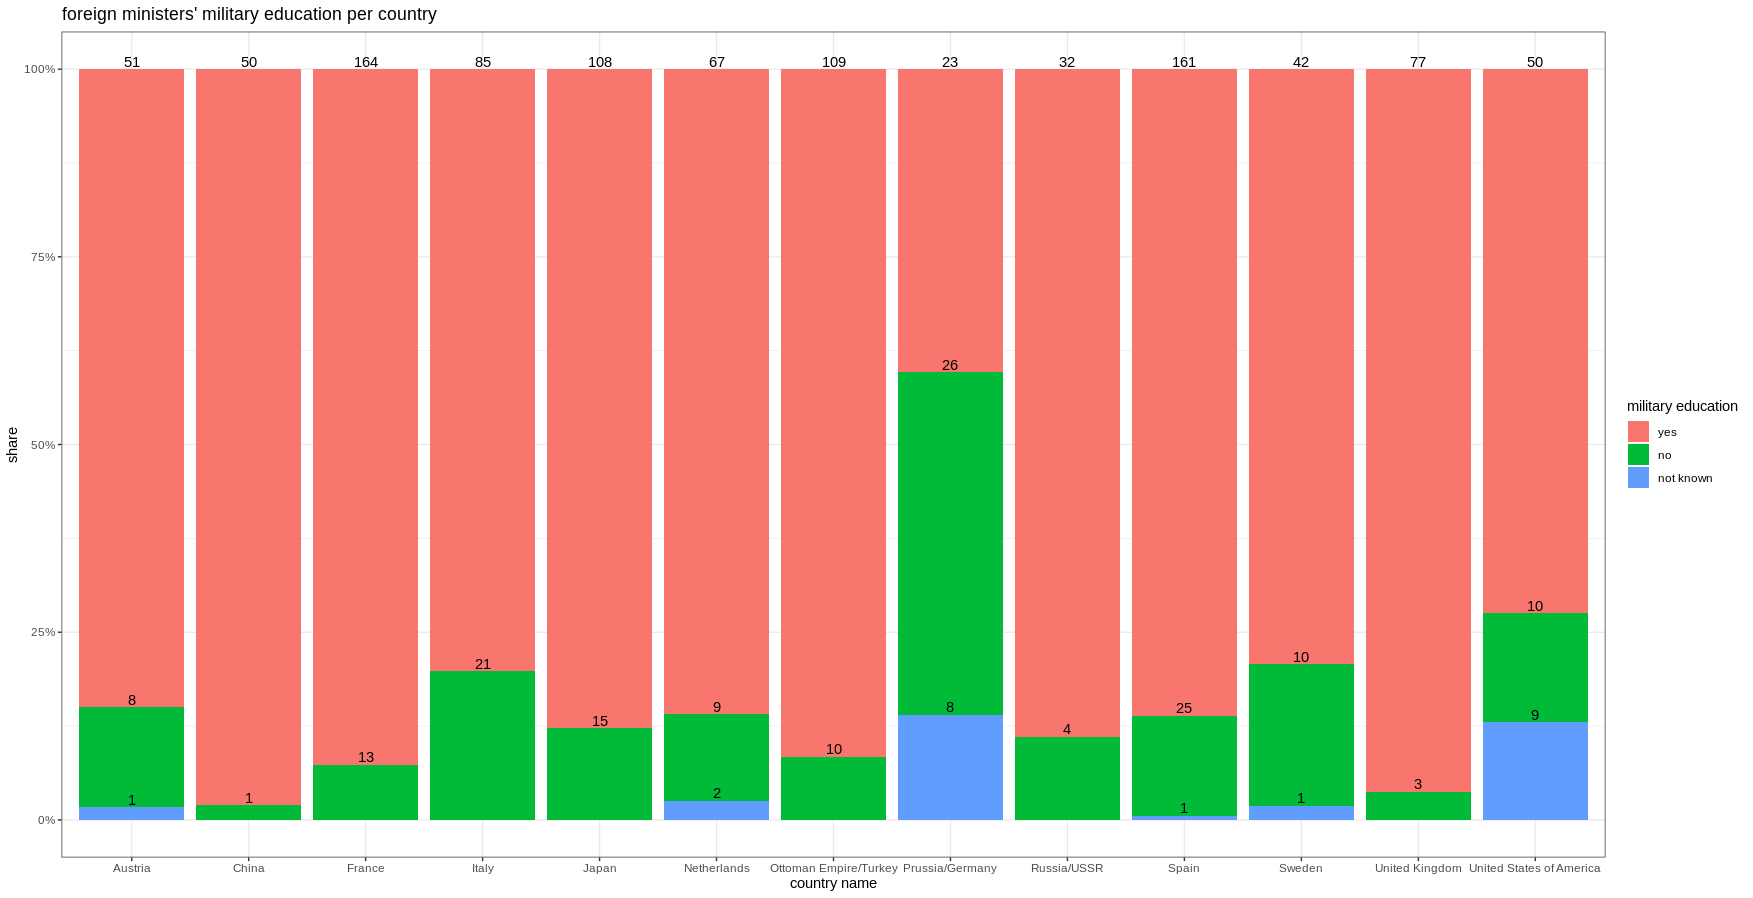 foreign ministers' military education per country
51 50 164 85 108 67 109 23 32 161 42 77 50
100%
75%
26
50%
10
25%
21 10
8 9 8 25 9
15
4
13 10
3
2
1 1 1
1
0%
Austria China France Italy Japan Netherlands Ottoman Empire/Turkey Prussia/Germany Russia/USSR Spain Sweden United Kingdom United States of America
country name
share
military education
yes
no
not known